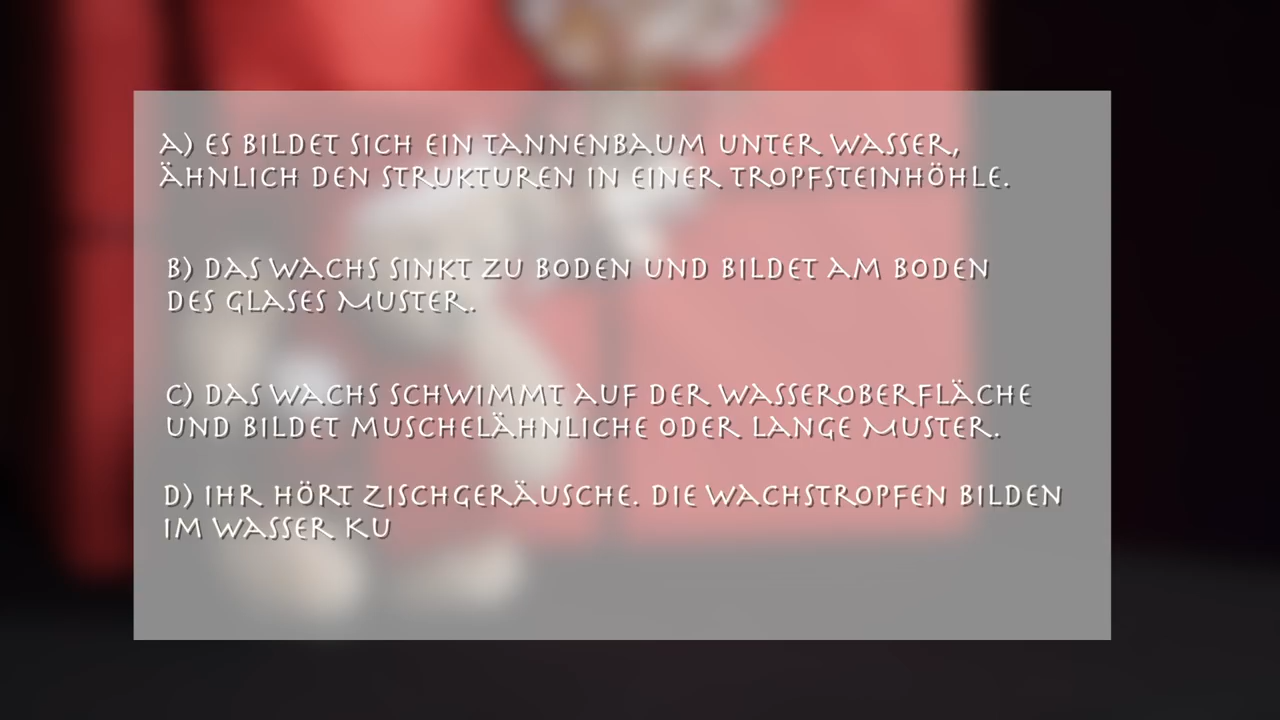 a) Es bildet sich ein Tannenbaum unter Wasser,
ähnlich den Strukturen in einer Tropfsteinhöhle.
b) Das Wachs sinkt zu Boden und bildet am Boden
des Glases Muster.
c) Das Wachs schwimmt auf der Wasseroberfläche
und bildet muschelähnliche oder lange Muster.
d) Ihr hört Zischgeräusche. Die Wachstropfen bilden
im Wasser Ku